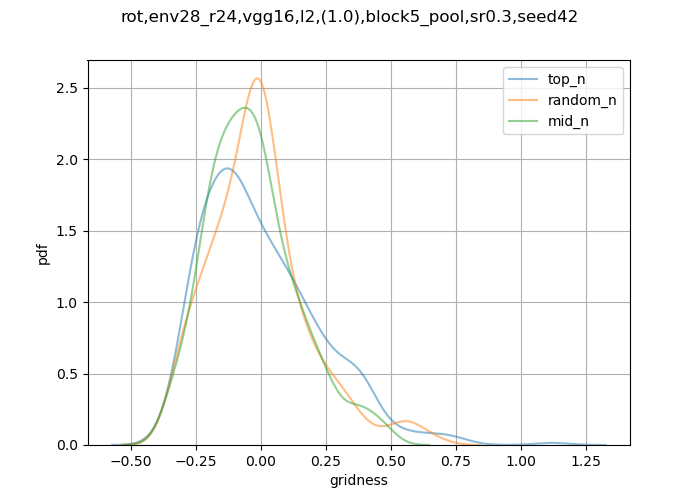 rot,env28_r24,vgg16,l2,(1.0),block5_pool,sr0.3,seed42
top_n
random_n
mid_n
pdf
2.5
2.0
1.5
1.0
0.5
0.0
−0.50 −0.25 0.00 0.25 0.50 0.75 1.00 1.25
gridness